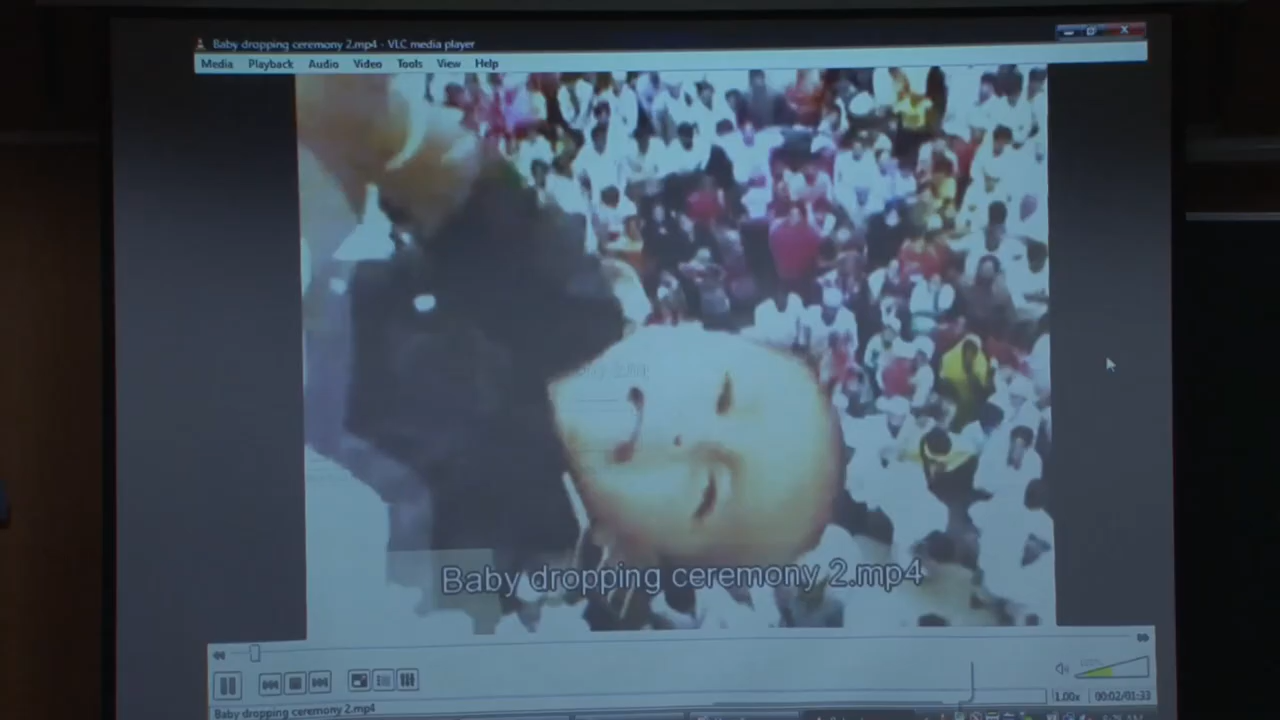 Baby dropping ceremony 2.mp4 - VLC media player
Media Playback Audio Video Tools View Help
Baby dropping ceremony 2.mp4
1.00x 00:02/01:33
Baby dropping ceremony 2.mp4